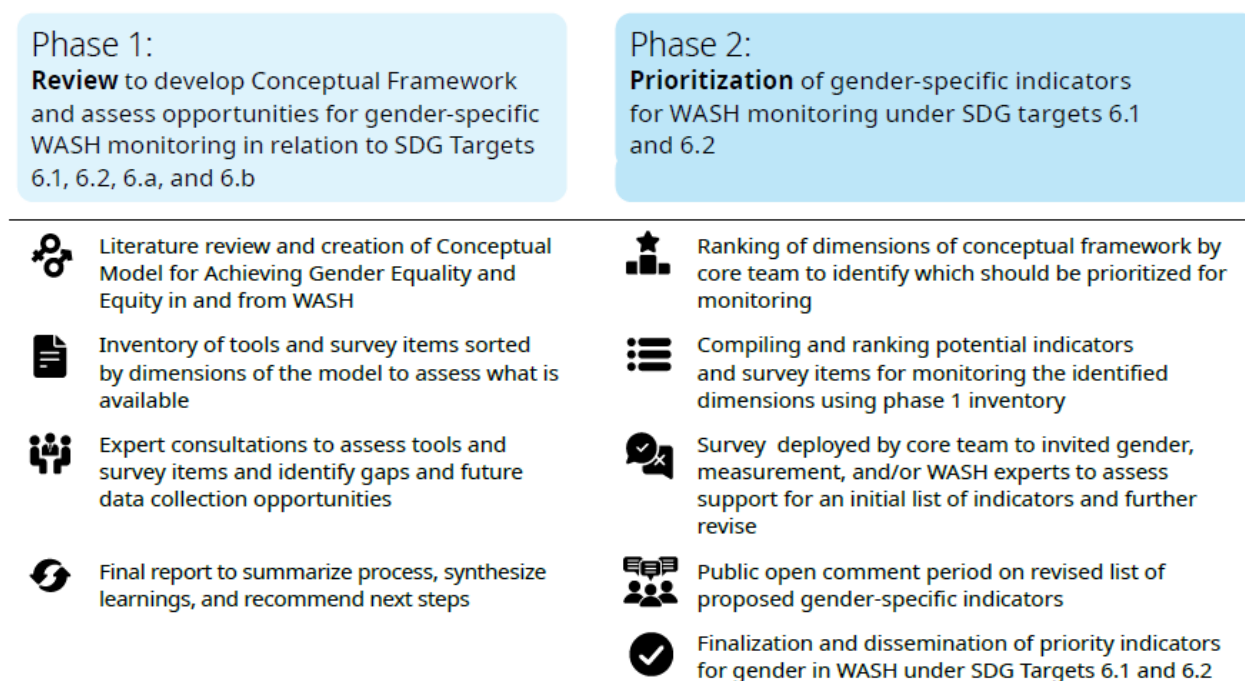 Phase 1:
Review to develop Conceptual Framework
and assess opportunities for gender-specific
WASH monitoring in relation to SDG Targets
6.1, 6.2, 6.a, and 6.b
Literature review and creation of Conceptual
Model for Achieving Gender Equality and
Equity in and from WASH
Inventory of tools and survey items sorted
by dimensions of the model to assess what is
available
Expert consultations to assess tools and
survey items and identify gaps and future
data collection opportunities
Final report to summarize process, synthesize
learnings, and recommend next steps
Phase 2:
Prioritization of gender-specific indicators
for WASH monitoring under SDG targets 6.1
and 6.2
Ranking of dimensions of conceptual framework by
core team to identify which should be prioritized for
monitoring
Compiling and ranking potential indicators
and survey items for monitoring the identified
dimensions using phase 1 inventory
Survey deployed by core team to invited gender,
measurement, and/or WASH experts to assess
support for an initial list of indicators and further
revise
Public open comment period on revised list of
proposed gender-specific indicators
Finalization and dissemination of priority indicators
for gender in WASH under SDG Targets 6.1 and 6.2